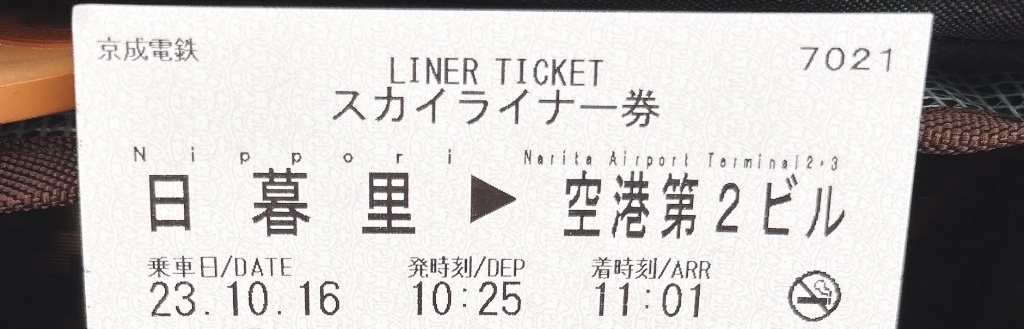 京成電鉄 7021
LINER TICKET
スカイライナー券
Nippori Narita Airport Terminal2・3
日暮里 ▶ 空港第2ビル
乗車日/DATE 発時刻/DEP 着時刻/ARR
23.10.16 10:25 11:01